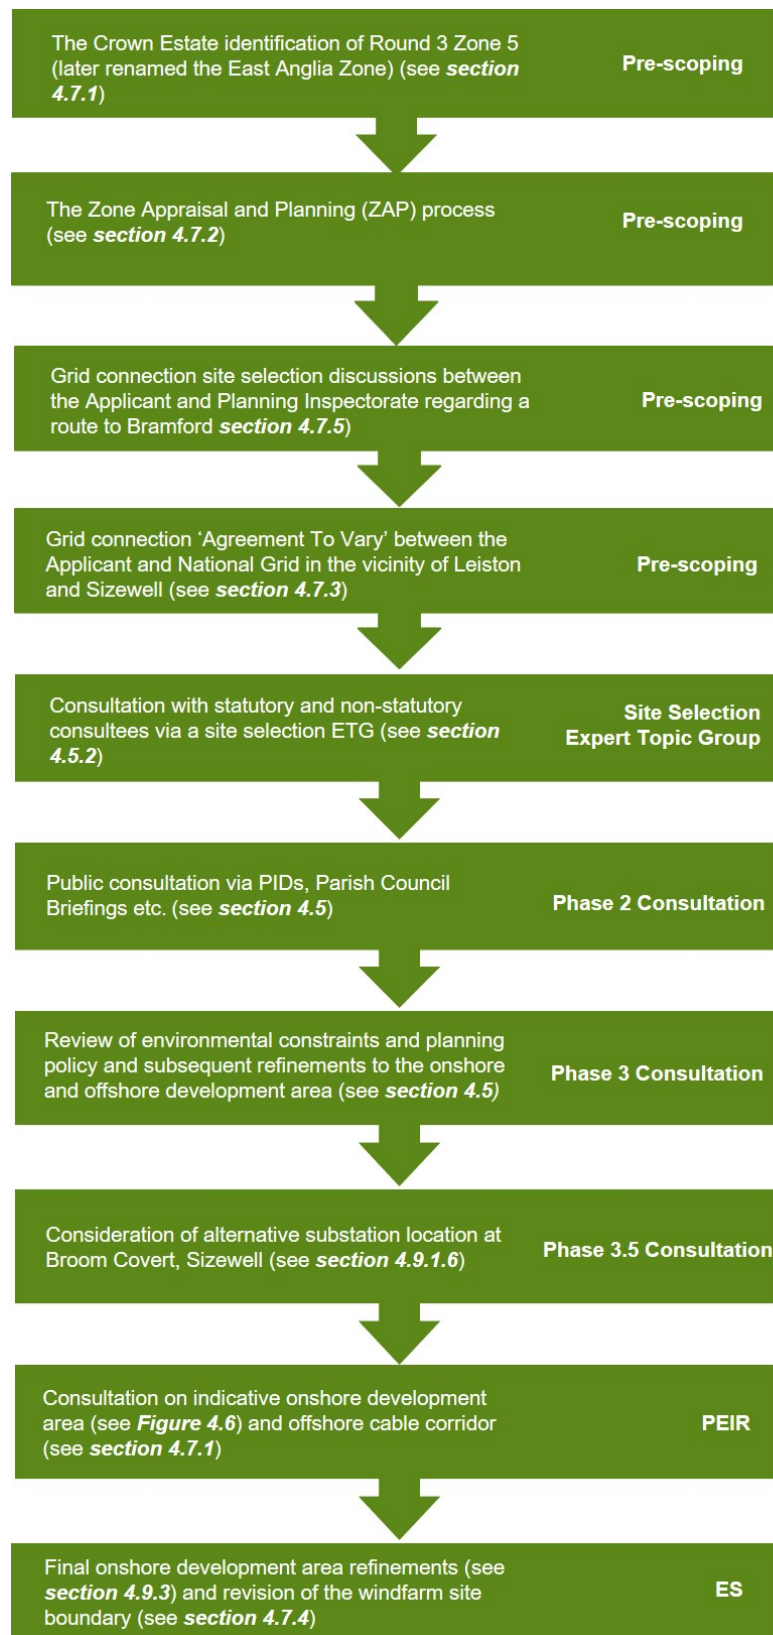 The Crown Estate identification of Round 3 Zone 5
(later renamed the East Anglia Zone) (see section
4.7.1)
Pre-scoping
The Zone Appraisal and Planning (ZAP) process
(see section 4.7.2)
Pre-scoping
Grid connection site selection discussions between
the Applicant and Planning Inspectorate regarding a
route to Bramford section 4.7.5)
Pre-scoping
Grid connection ‘Agreement To Vary’ between the
Applicant and National Grid in the vicinity of Leiston
and Sizewell (see section 4.7.3)
Pre-scoping
Consultation with statutory and non-statutory
consultees via a site selection ETG (see section
4.5.2)
Site Selection
Expert Topic Group
Public consultation via PIDs, Parish Council
Briefings etc. (see section 4.5)
Phase 2 Consultation
Review of environmental constraints and planning
policy and subsequent refinements to the onshore
and offshore development area (see section 4.5)
Phase 3 Consultation
Consideration of alternative substation location at
Broom Covert, Sizewell (see section 4.9.1.6)
Phase 3.5 Consultation
Consultation on indicative onshore development
area (see Figure 4.6) and offshore cable corridor
(see section 4.7.1)
PEIR
Final onshore development area refinements (see
section 4.9.3) and revision of the windfarm site
boundary (see section 4.7.4)
ES